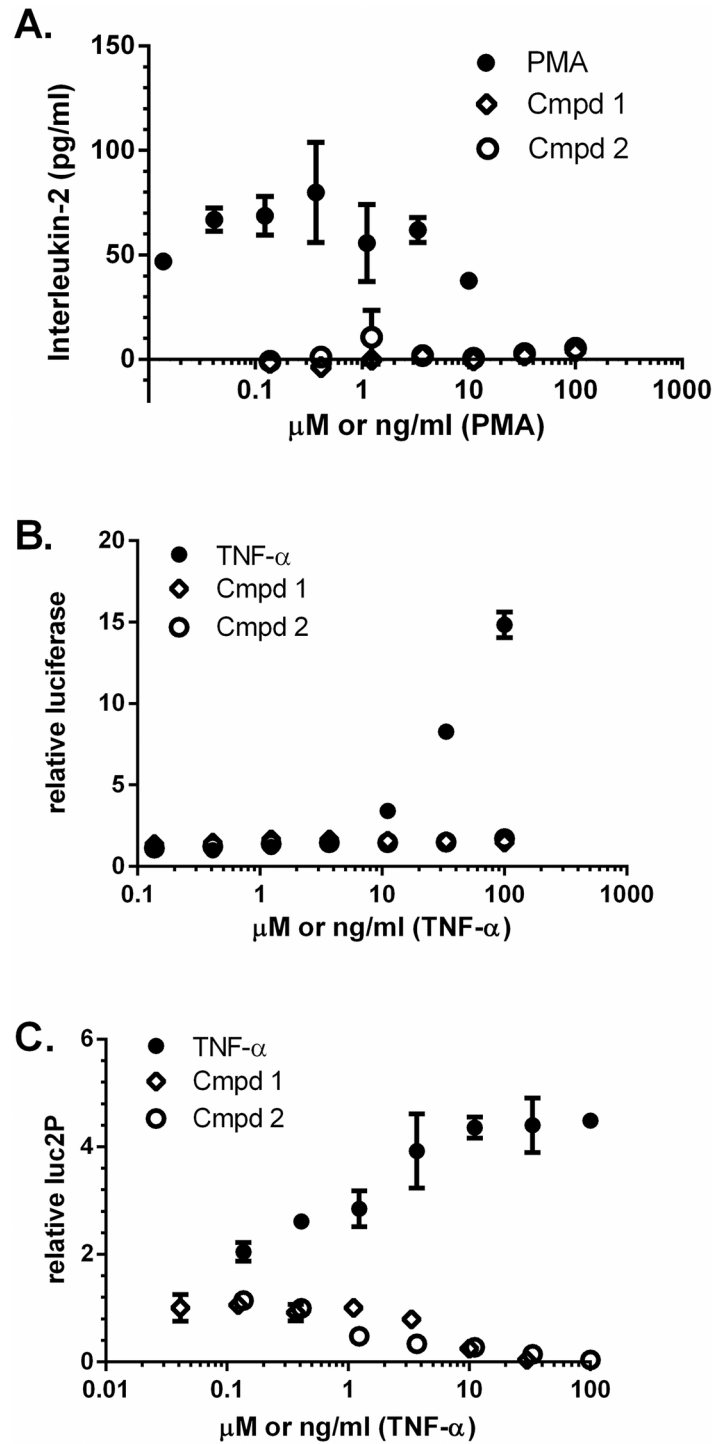 A.
Interleukin-2 (pg/ml)
150
100
50
0
PMA
Cmpd 1
Cmpd 2
0.1 1 10 100 1000
μM or ng/ml (PMA)
B.
relative luciferase
20
15
10
5
0
TNF-α
Cmpd 1
Cmpd 2
0.1 1 10 100 1000
μM or ng/ml (TNF-α)
C.
relative luc2P
6
4
2
0
TNF-α
Cmpd 1
Cmpd 2
0.01 0.1 1 10 100
μM or ng/ml (TNF-α)